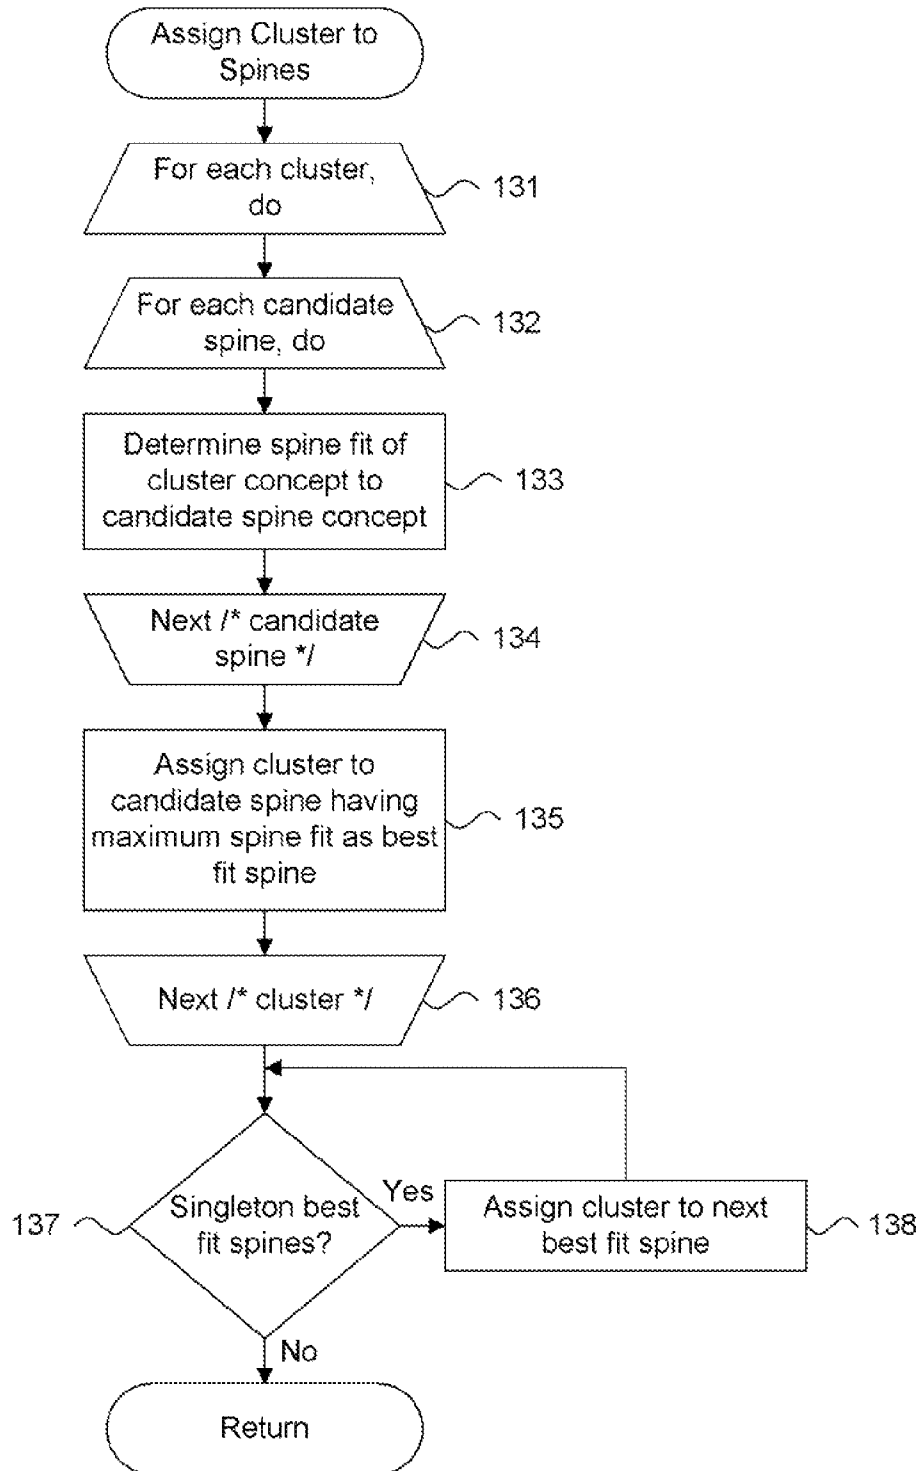 Assign Cluster to
Spines
For each cluster,
do
131
For each candidate
spine, do
132
Determine spine fit of
cluster concept to
candidate spine concept
133
Next /* candidate
spine */
134
Assign cluster to
candidate spine having
maximum spine fit as best
fit spine
135
Next /* cluster */
136
137
Singleton best
fit spines?
Yes
Assign cluster to next
best fit spine
138
No
Return